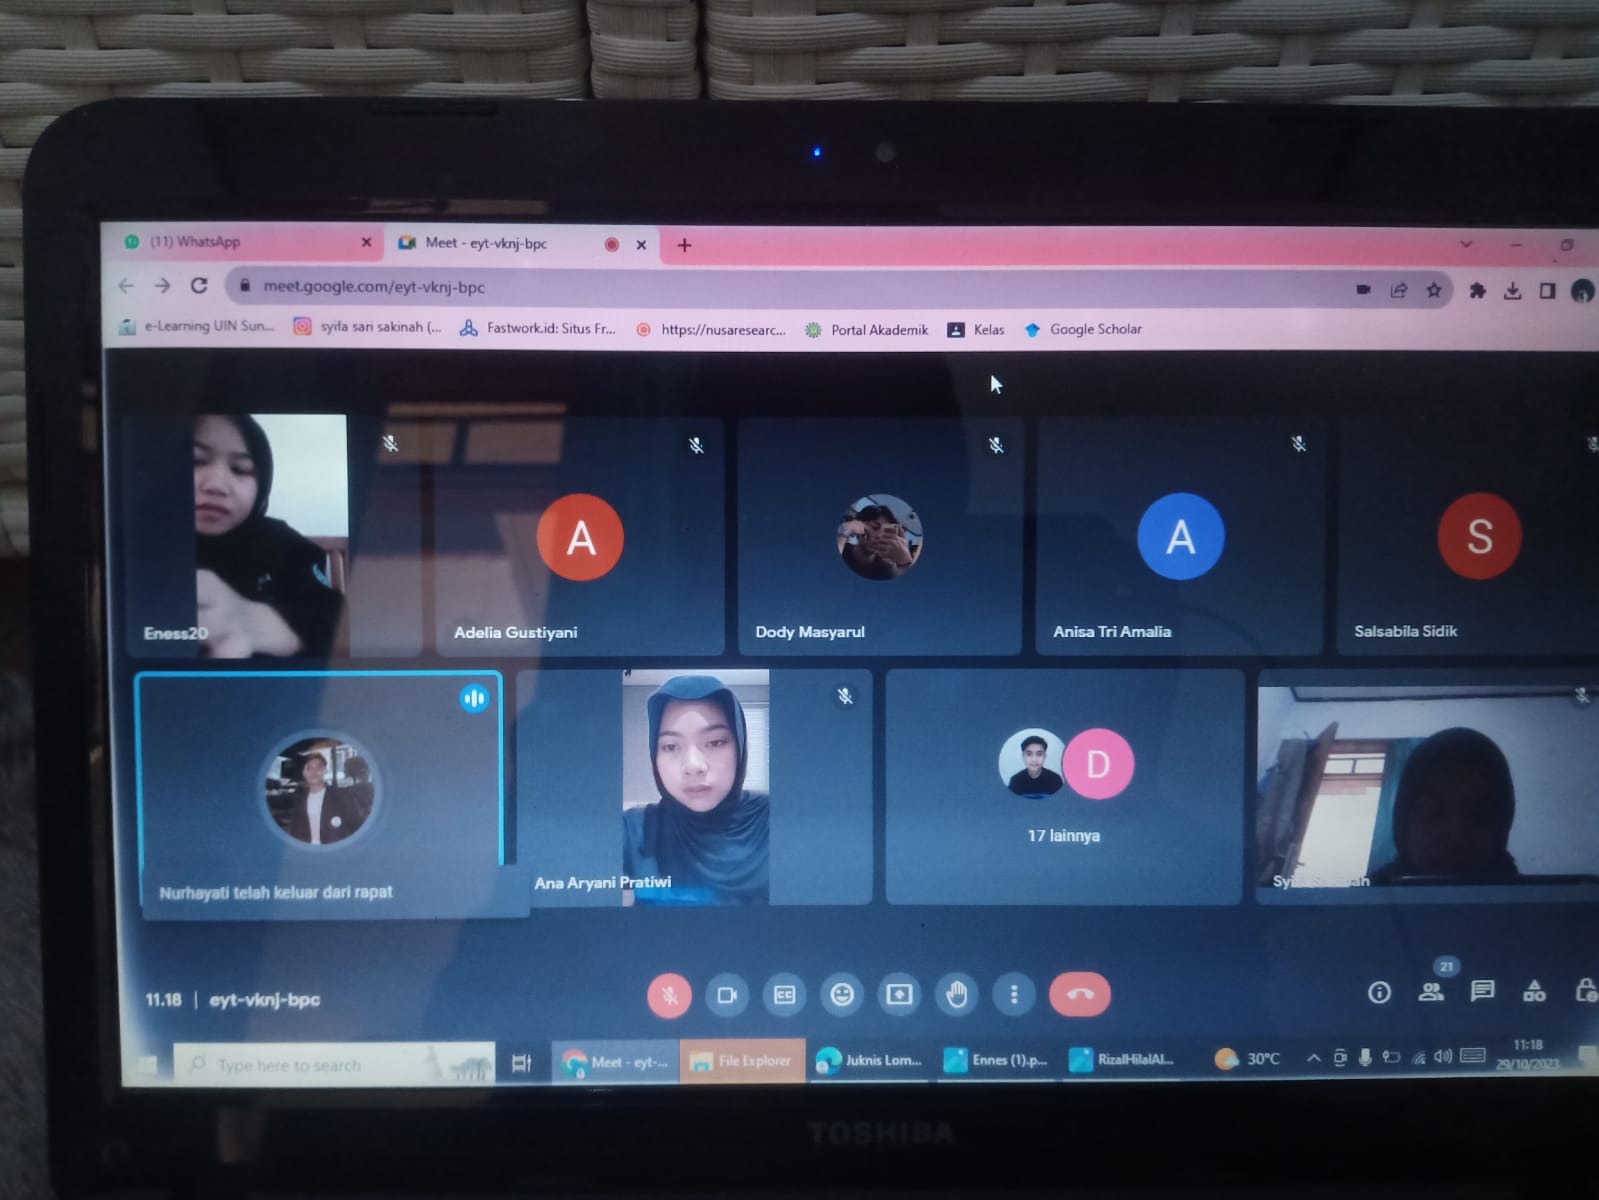 (11) WhatsApp
Meet - eyt-vknj-bpc
meet.google.com/eyt-vknj-bpc
e-Learning UIN Sun...
syifa sari sakinah (...
Fastwork.id: Situs Fr...
https://nusaresearc...
Portal Akademik
Kelas
Google Scholar
Eness20
A
Adelia Gustiyani
Dody Masyarul
A
Anisa Tri Amalia
S
Salsabila Sidik
Nurhayati telah keluar dari rapat
Ana Aryani Pratiwi
D
17 lainnya
11.18 | eyt-vknj-bpc
21
Type here to search
Meet - eyt-...
File Explorer
Juknis Lom...
Ennes (1).p...
RizalHilalAl...
30°C
11:18
29/10/2023
TOSHIBA